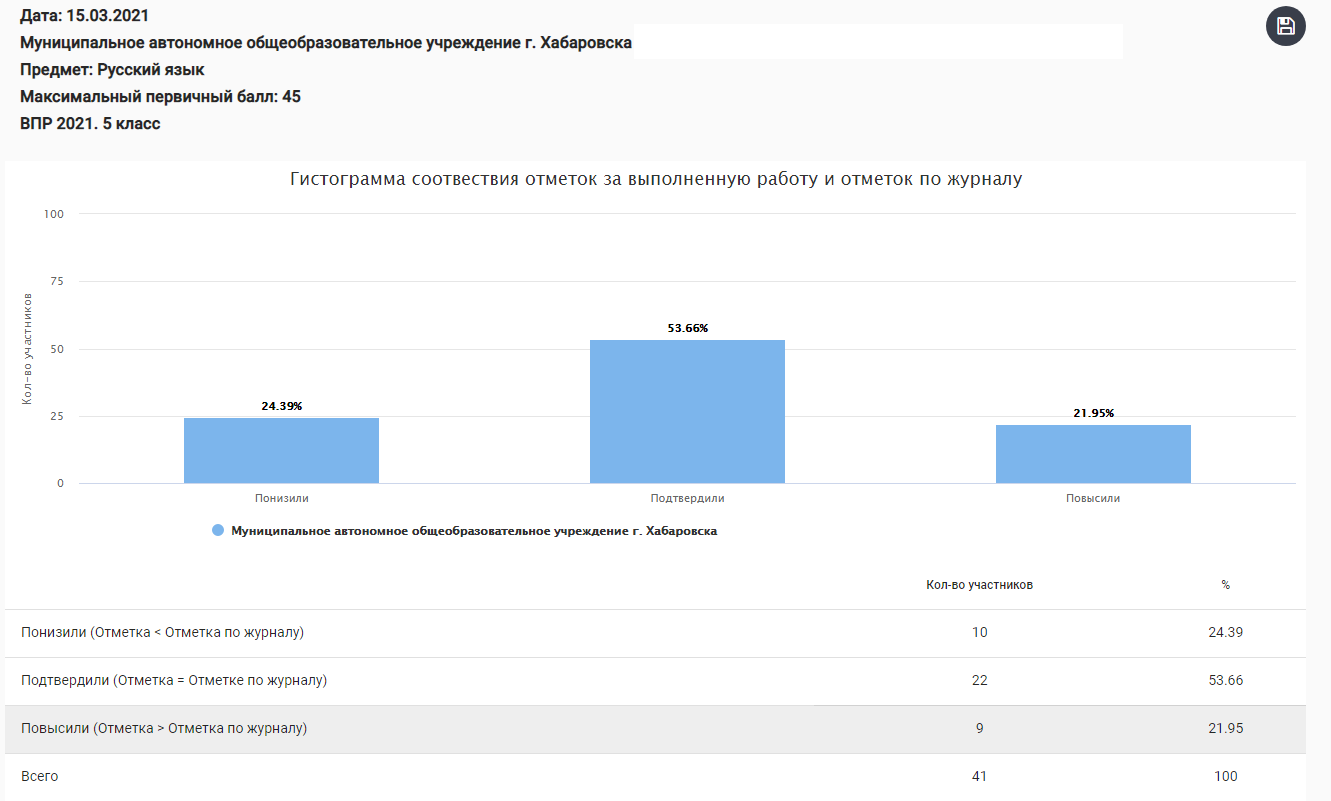 Дата: 15.03.2021
Муниципальное автономное общеобразовательное учреждение г. Хабаровска
Предмет: Русский язык
Максимальный первичный балл: 45
ВПР 2021. 5 класс
Гистограмма соотвествия отметок за выполненную работу и отметок по журналу
100
75
50
25
0
Кол-во участников
24.39%
53.66%
21.95%
Понизили
Подтвердили
Повысили
Муниципальное автономное общеобразовательное учреждение г. Хабаровска
Кол-во участников %
Понизили (Отметка < Отметка по журналу) 10 24.39
Подтвердили (Отметка = Отметке по журналу) 22 53.66
Повысили (Отметка > Отметка по журналу) 9 21.95
Всего 41 100